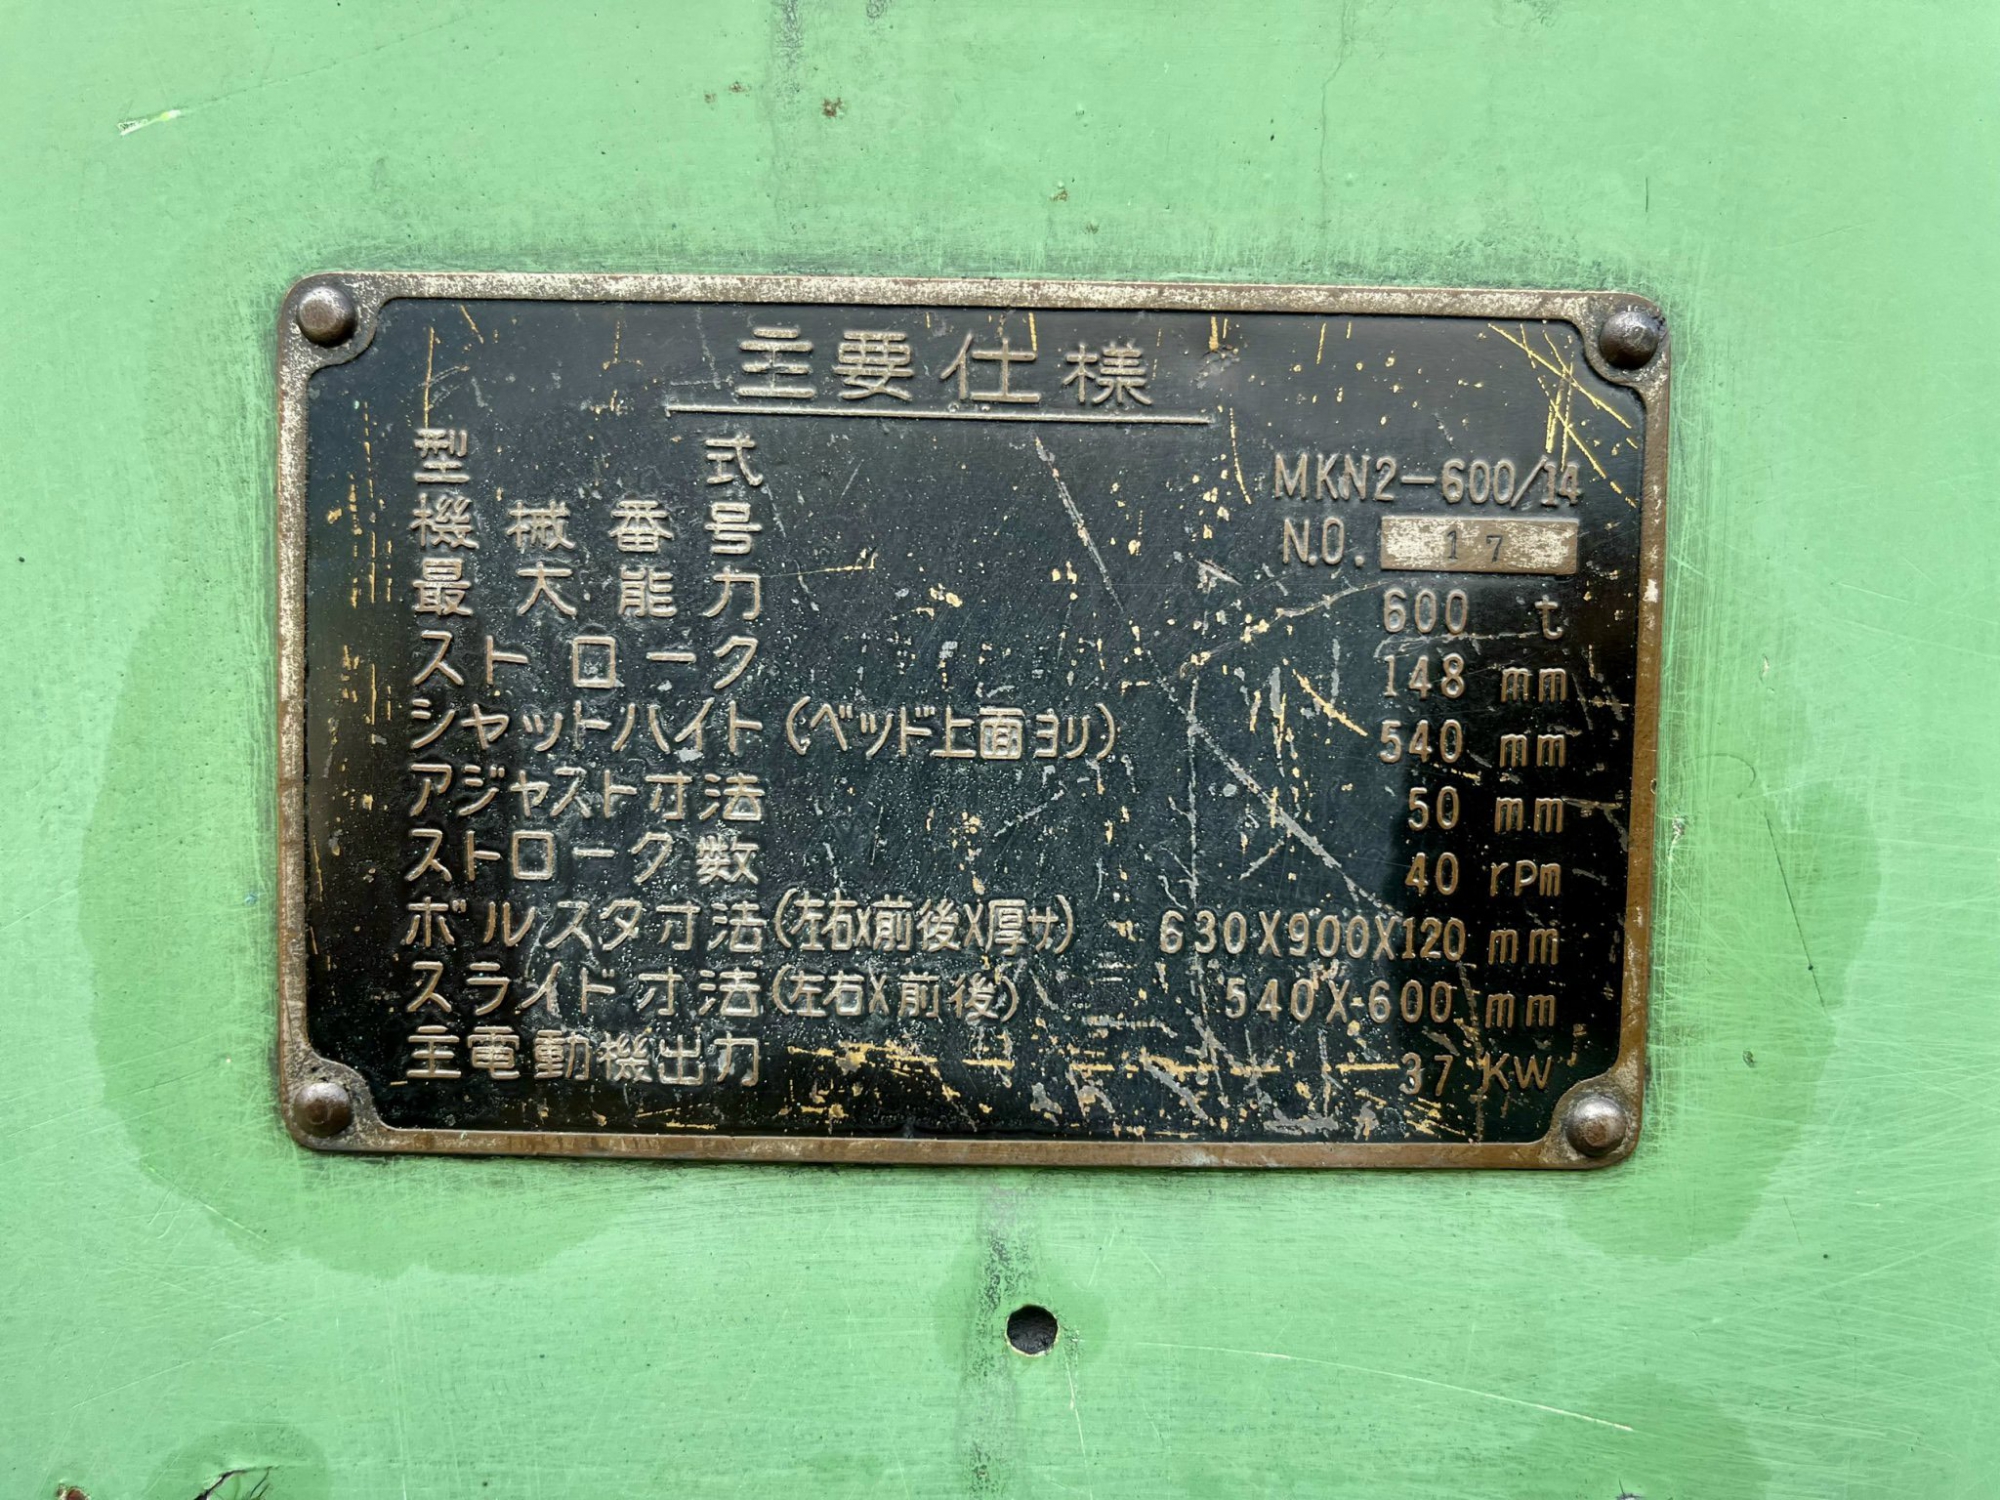 主要仕様
型式 MKN2-600/14
機械番号 N.O. 17
最大能力 600 t
ストローク 148 mm
シャットハイト(ベッド上面ヨリ) 540 mm
アジャスト寸法 50 mm
ストローク数 40 rpm
ボルスタ寸法(左右X前後X厚サ) 630X900X120 mm
スライド寸法(左右X前後) 540X600 mm
主電動機出力 37 KW